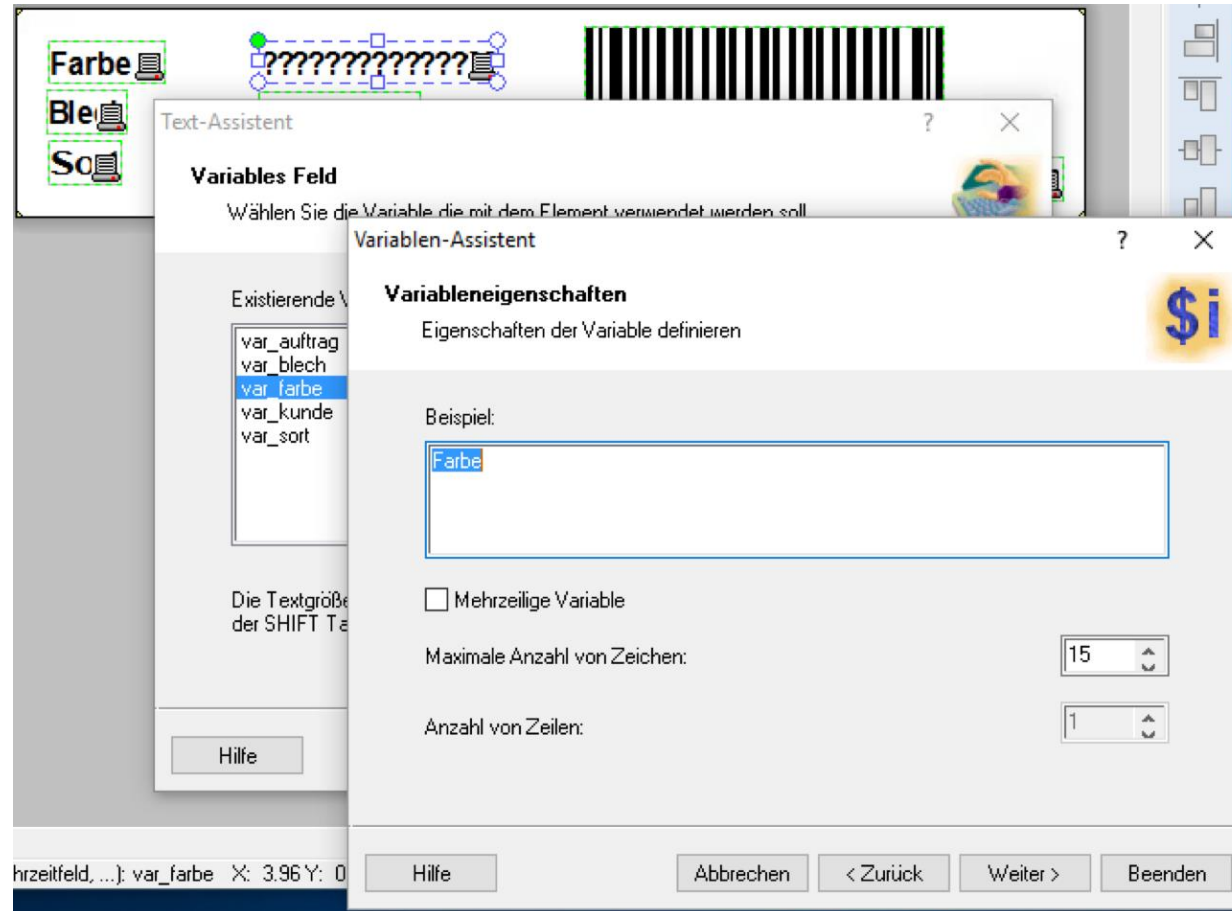 Farbe
?????????????
Ble
So
Text-Assistent
?
Variables Feld
Wählen Sie die Variable die mit dem Element verwendet werden soll
Existierende V
var_auftrag
var_blech
var_farbe
var_kunde
var_sort
Die Textgröße
der SHIFT Ta
Hilfe
Variablen-Assistent
?
Variableneigenschaften
Eigenschaften der Variable definieren
$i
Beispiel:
Farbe
Mehrzeilige Variable
Maximale Anzahl von Zeichen:
15
Anzahl von Zeilen:
1
Hilfe
Abbrechen
< Zurück
Weiter >
Beenden
hrzeitfeld, ...): var_farbe X: 3.96 Y: 0